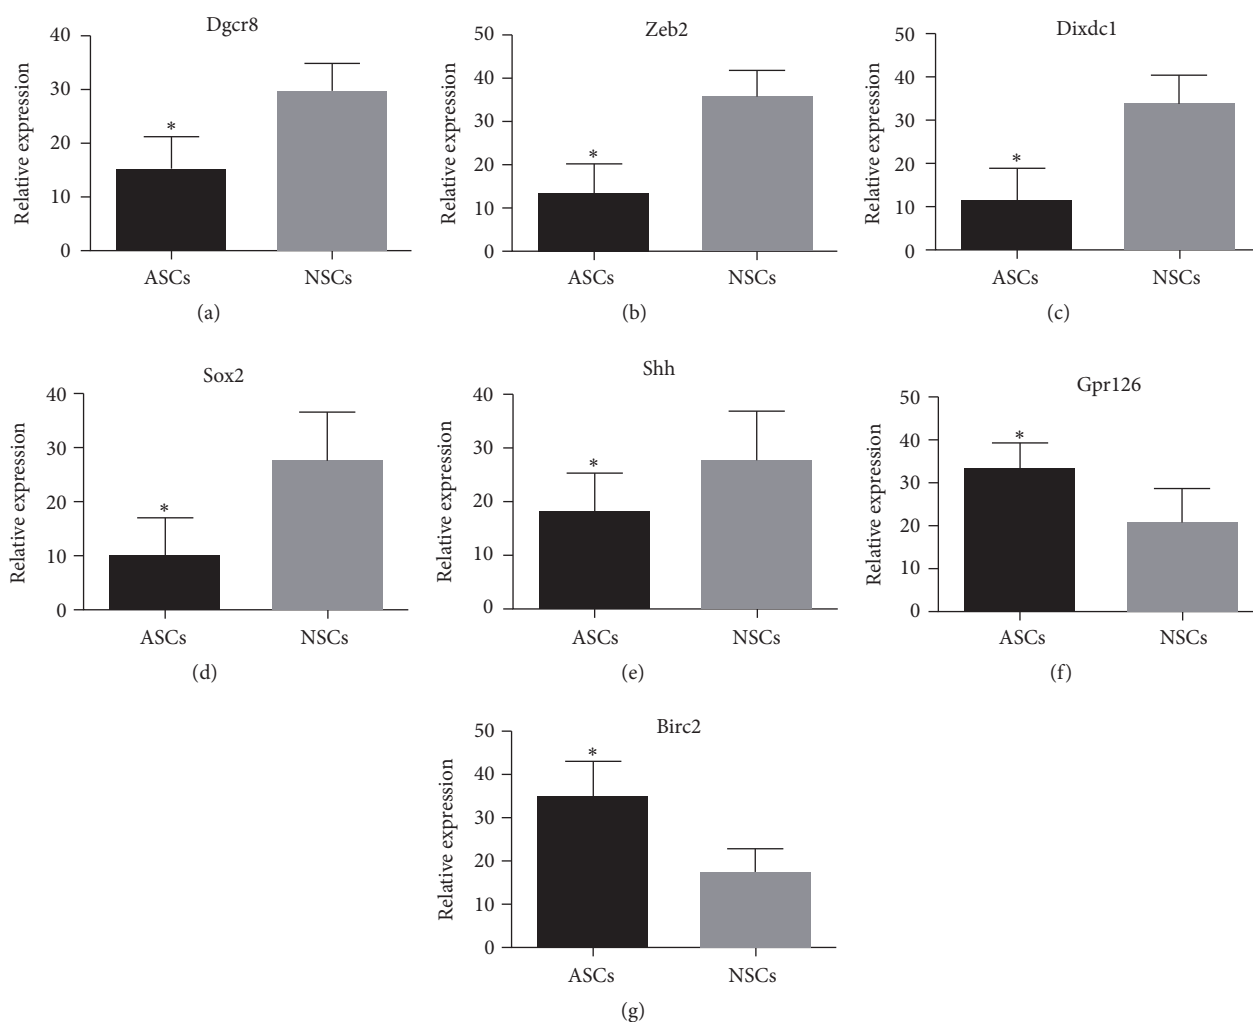 Dgcr8
Relative expression
40
30
20
10
0
*
ASCs NSCs
(a)
Zeb2
Relative expression
50
40
30
20
10
0
*
ASCs NSCs
(b)
Dixdc1
Relative expression
50
40
30
20
10
0
*
ASCs NSCs
(c)
Sox2
Relative expression
40
30
20
10
0
*
ASCs NSCs
(d)
Shh
Relative expression
40
30
20
10
0
*
ASCs NSCs
(e)
Gpr126
Relative expression
50
40
30
20
10
0
*
ASCs NSCs
(f)
Birc2
Relative expression
50
40
30
20
10
0
*
ASCs NSCs
(g)